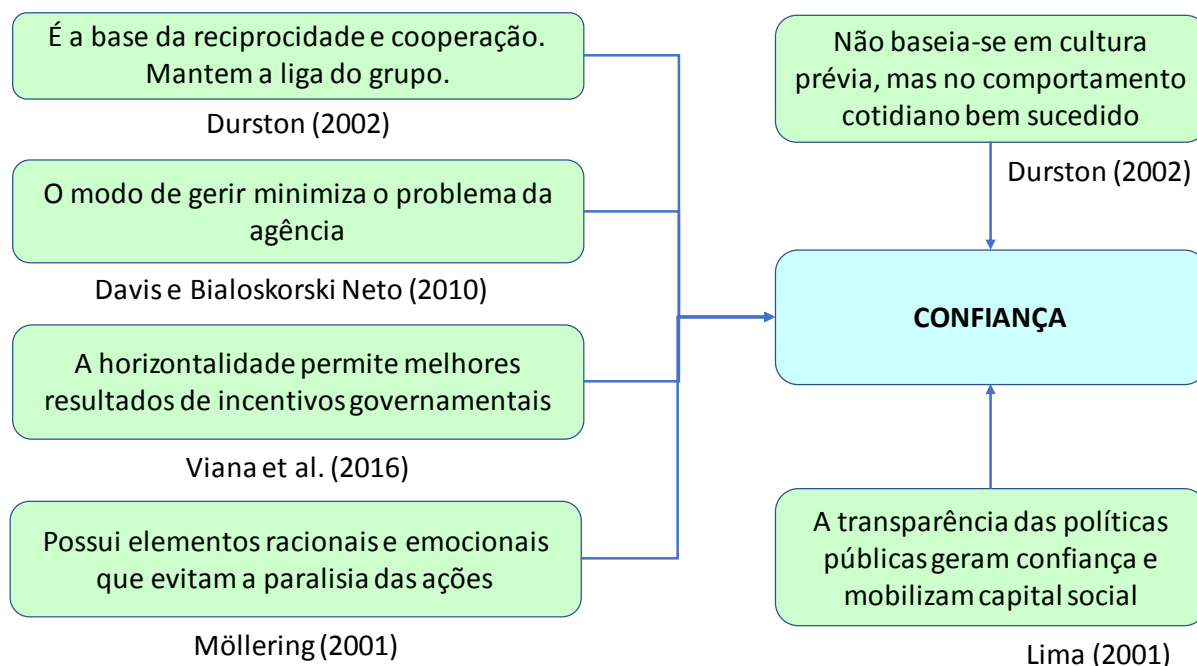 É a base da reciprocidade e cooperação.
Mantem a liga do grupo.
Durston (2002)
O modo de gerir minimiza o problema da
agência
Davis e Bialoskorski Neto (2010)
A horizontalidade permite melhores
resultados de incentivos governamentais
Viana et al. (2016)
Possui elementos racionais e emocionais
que evitam a paralisia das ações
Möllering (2001)
Não baseia-se em cultura
prévia, mas no comportamento
cotidiano bem sucedido
Durston (2002)
CONFIANÇA
A transparência das políticas
públicas geram confiança e
mobilizam capital social
Lima (2001)